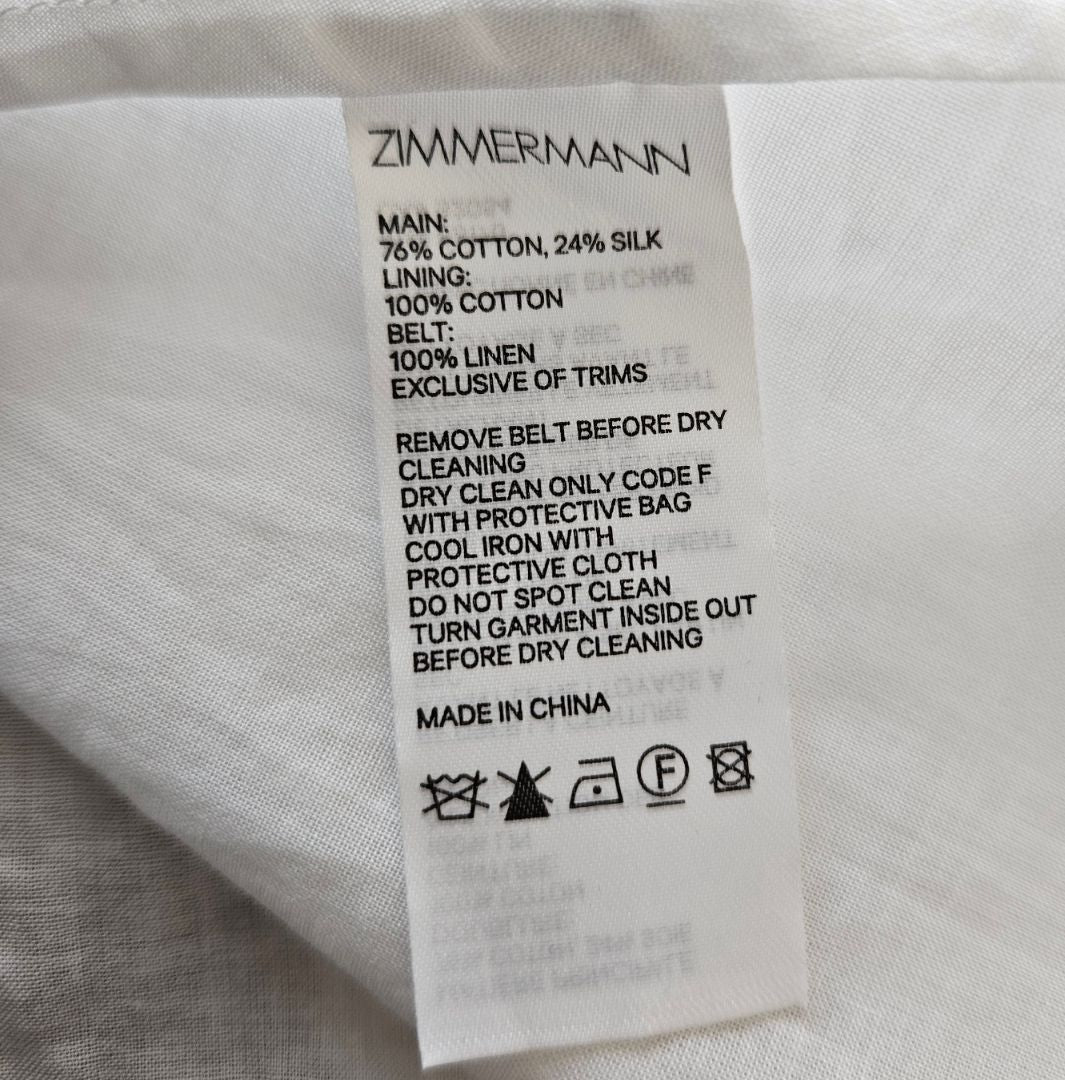 ZIMMERMANN
MAIN:
76% COTTON, 24% SILK
LINING:
100% COTTON
BELT:
100% LINEN
EXCLUSIVE OF TRIMS
REMOVE BELT BEFORE DRY
CLEANING
DRY CLEAN ONLY CODE F
WITH PROTECTIVE BAG
COOL IRON WITH
PROTECTIVE CLOTH
DO NOT SPOT CLEAN
TURN GARMENT INSIDE OUT
BEFORE DRY CLEANING
MADE IN CHINA
F